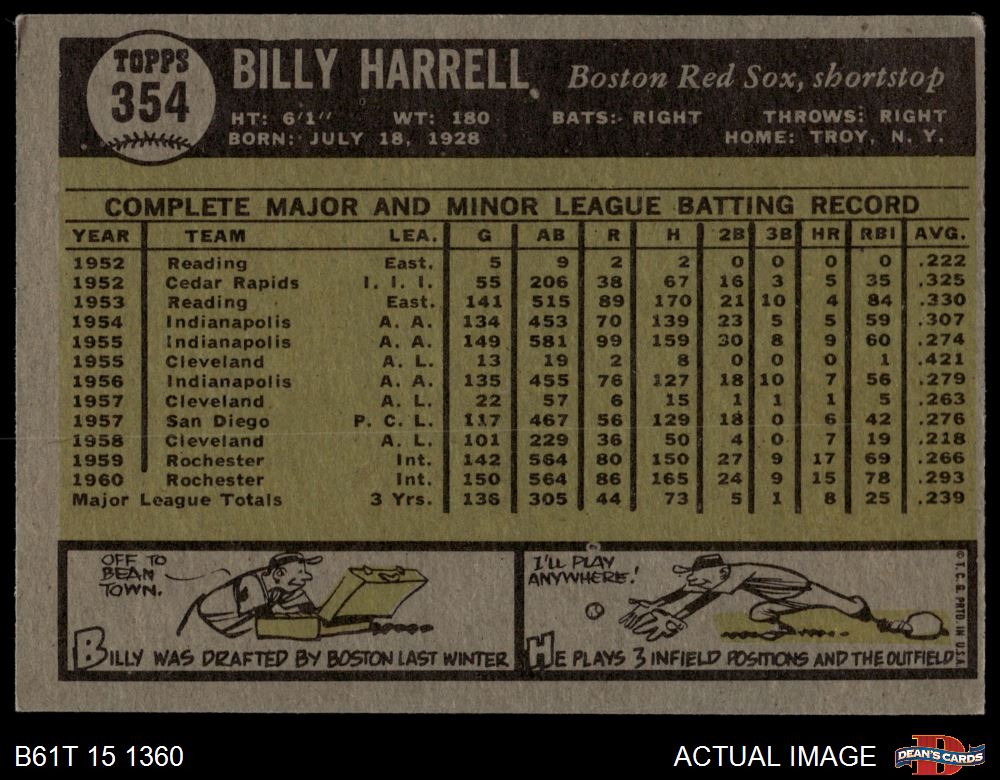 TOPPS
354
BILLY HARRELL, Boston Red Sox, shortstop
HT: 6'1" WT: 180 BATS: RIGHT THROWS: RIGHT
BORN: JULY 18, 1928 HOME: TROY, N. Y.
COMPLETE MAJOR AND MINOR LEAGUE BATTING RECORD
YEAR TEAM LEA. G AB R H 2B 3B HR RBI AVG.
1952 Reading East. 5 9 2 2 0 0 0 0 .222
1952 Cedar Rapids I. I. I. 55 206 38 67 16 3 5 35 .325
1953 Reading East. 141 515 89 170 21 10 4 84 .330
1954 Indianapolis A. A. 134 453 70 139 23 5 5 59 .307
1955 Indianapolis A. A. 149 581 99 159 30 8 9 60 .274
1955 Cleveland A. L. 13 19 2 8 0 0 0 1 .421
1956 Indianapolis A. A. 135 455 76 127 18 10 7 56 .279
1957 Cleveland A. L. 22 57 6 15 1 1 1 5 .263
1957 San Diego P. C. L. 117 467 56 129 18 0 6 42 .276
1958 Cleveland A. L. 101 229 36 50 4 0 7 19 .218
1959 Rochester Int. 142 564 80 150 27 9 17 69 .266
1960 Rochester Int. 150 564 86 165 24 9 15 78 .293
Major League Totals 3 Yrs. 136 305 44 73 5 1 8 25 .239
OFF TO
BEAN
TOWN.
BILLY WAS DRAFTED BY BOSTON LAST WINTER
I'LL PLAY
ANYWHERE!
HE PLAYS 3 INFIELD POSITIONS AND THE OUTFIELD
© T. C. G. PRTD. IN U.S.A.
B61T 15 1360
ACTUAL IMAGE
DEAN'S CARDS